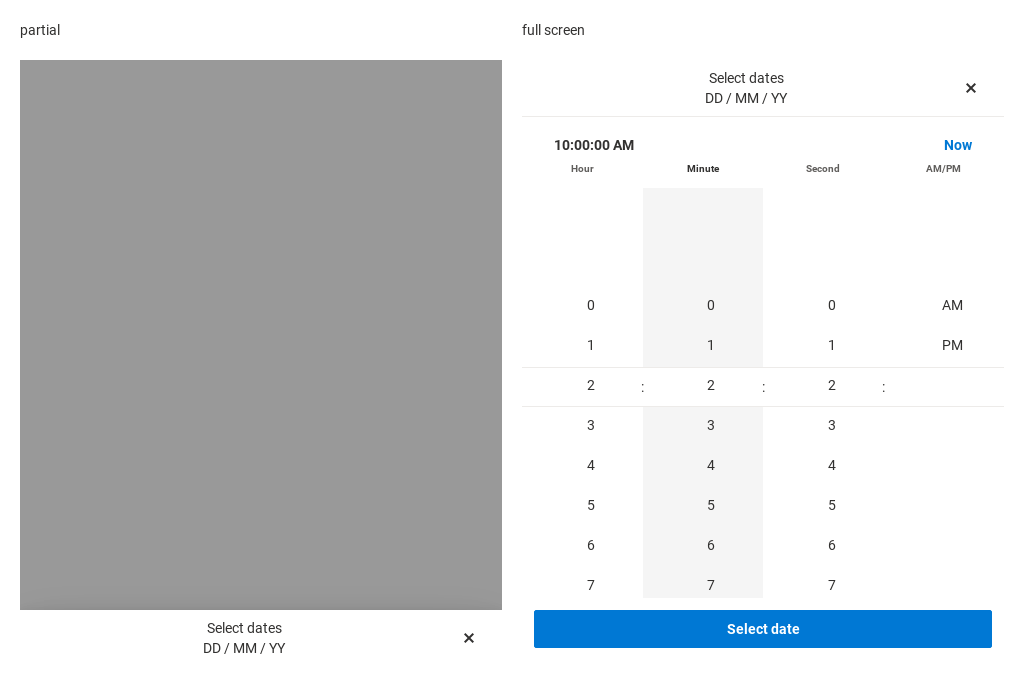 partial
Select dates
DD / MM / YY
×
full screen
Select dates
DD / MM / YY
×
10:00:00 AM Now
Hour Minute Second AM/PM
0 0 0 AM
1 1 1 PM
2 : 2 : 2 :
3 3 3
4 4 4
5 5 5
6 6 6
7 7 7
Select date